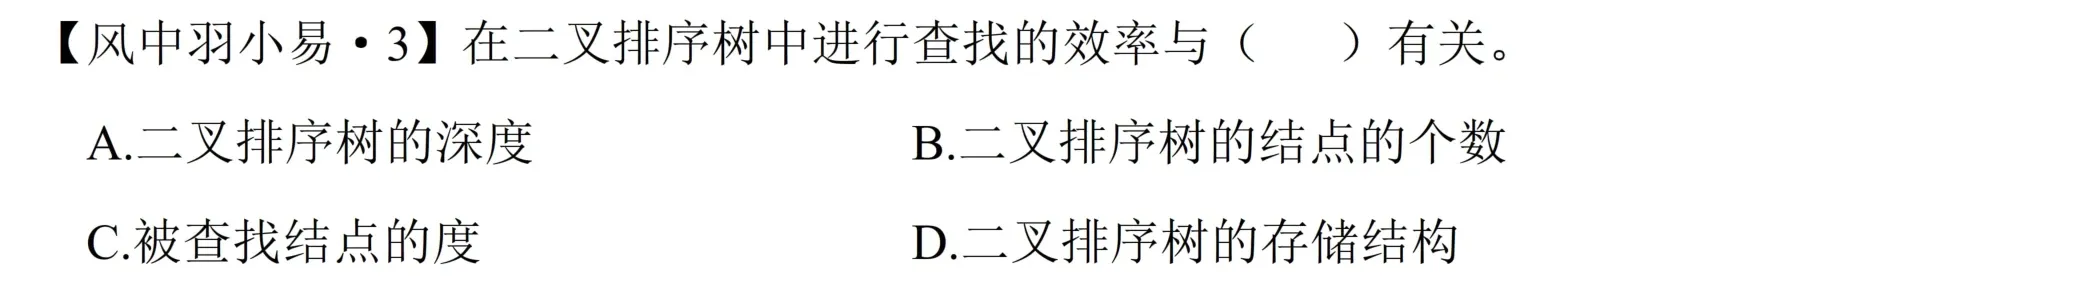 【风中羽小易·3】在二叉排序树中进行查找的效率与（　　）有关。
A.二叉排序树的深度 B.二叉排序树的结点的个数
C.被查找结点的度 D.二叉排序树的存储结构